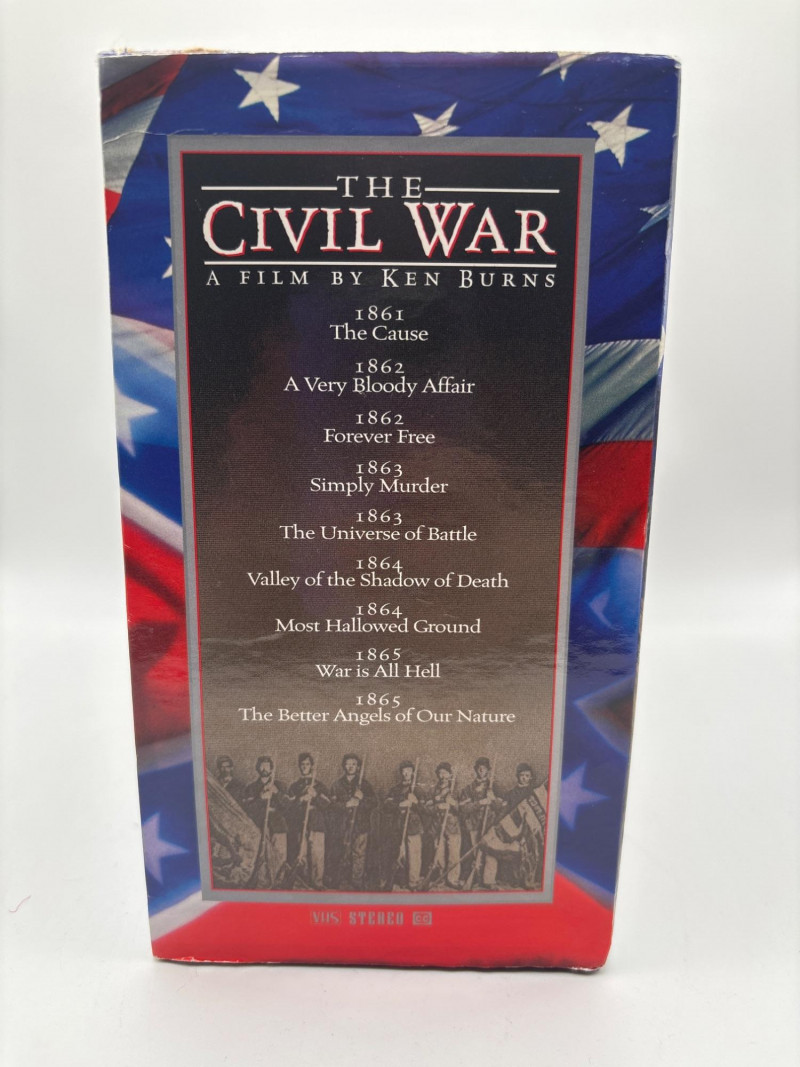 THE
CIVIL WAR
A FILM BY KEN BURNS
1861
The Cause
1862
A Very Bloody Affair
1862
Forever Free
1863
Simply Murder
1863
The Universe of Battle
1864
Valley of the Shadow of Death
1864
Most Hallowed Ground
1865
War is All Hell
1865
The Better Angels of Our Nature
VHS STEREO CC